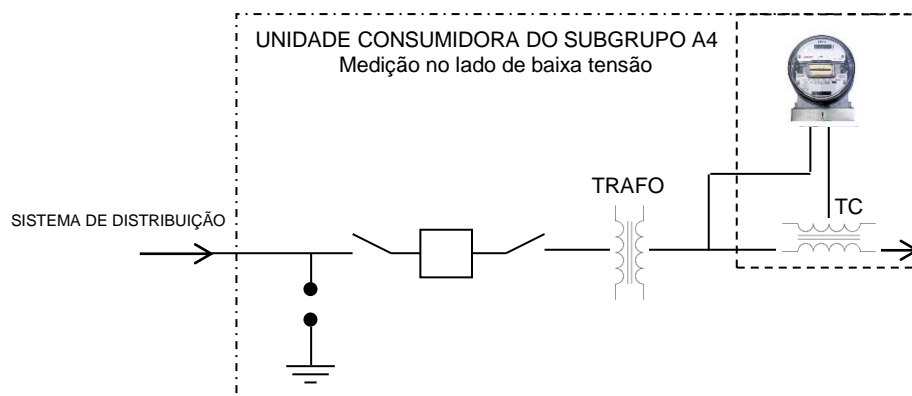 UNIDADE CONSUMIDORA DO SUBGRUPO A4
Medição no lado de baixa tensão
TRAFO
TC
SISTEMA DE DISTRIBUIÇÃO